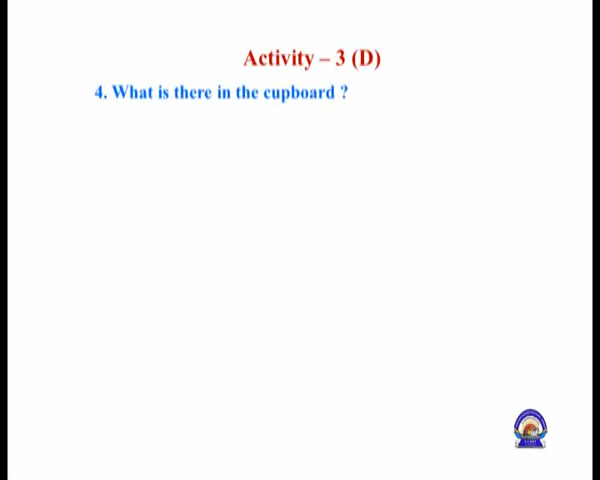 Activity – 3 (D)
4. What is there in the cupboard ?